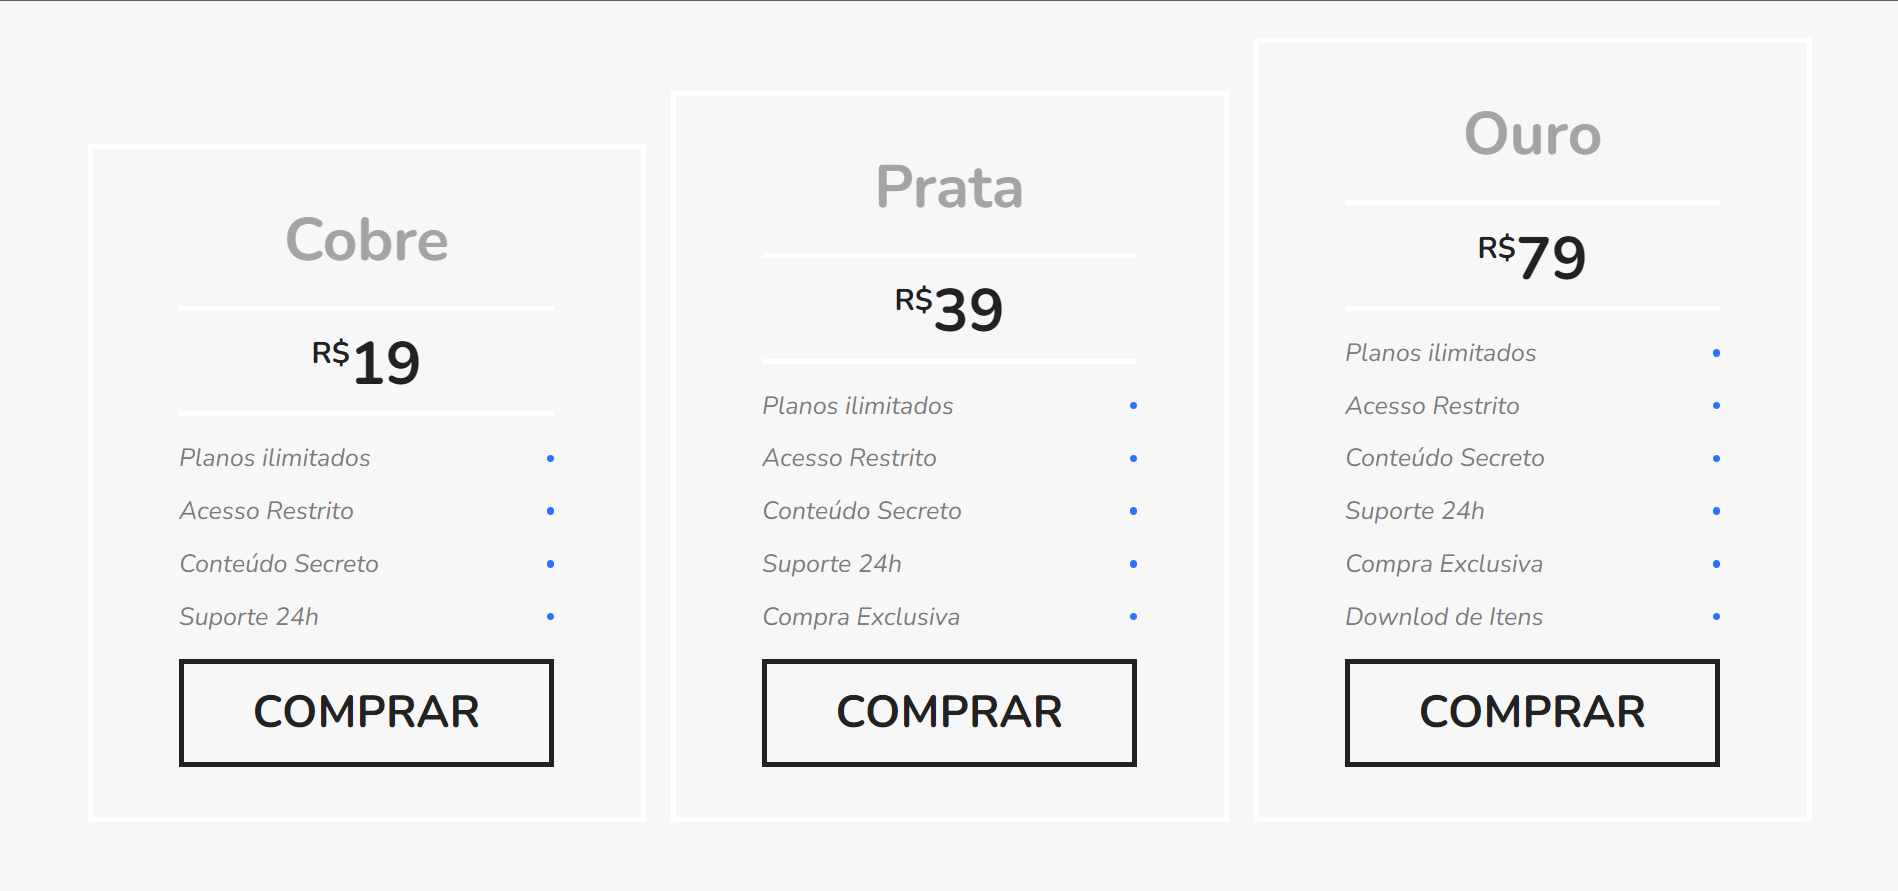 Cobre
R$19
Planos ilimitados
Acesso Restrito
Conteúdo Secreto
Suporte 24h
COMPRAR
Prata
R$39
Planos ilimitados
Acesso Restrito
Conteúdo Secreto
Suporte 24h
Compra Exclusiva
COMPRAR
Ouro
R$79
Planos ilimitados
Acesso Restrito
Conteúdo Secreto
Suporte 24h
Compra Exclusiva
Downlod de Itens
COMPRAR